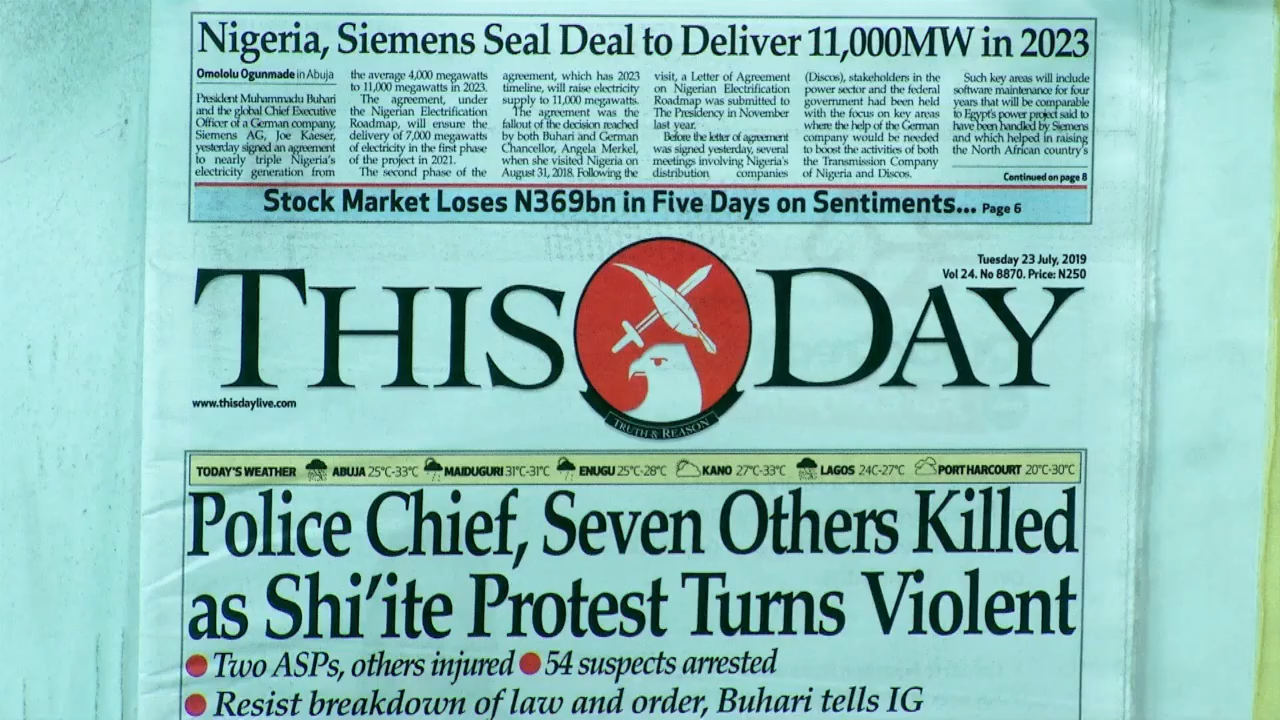 Nigeria, Siemens Seal Deal to Deliver 11,000MW in 2023
Omololu Ogunmade in Abuja
President Muhammadu Buhari
and the global Chief Executive
Officer of a German company,
Siemens AG, Joe Kaeser,
yesterday signed an agreement
to nearly triple Nigeria's
electricity generation from
the average 4,000 megawatts
to 11,000 megawatts in 2023.
The agreement, under
the Nigerian Electrification
Roadmap, will ensure the
delivery of 7,000 megawatts
of electricity in the first phase
of the project in 2021.
The second phase of the
agreement, which has 2023
timeline, will raise electricity
supply to 11,000 megawatts.
The agreement was the
fallout of the decision reached
by both Buhari and German
Chancellor, Angela Merkel,
when she visited Nigeria on
August 31, 2018. Following the
visit, a Letter of Agreement
on Nigerian Electrification
Roadmap was submitted to
The Presidency in November
last year.
Before the letter of agreement
was signed yesterday, several
meetings involving Nigeria's
distribution companies
(Discos), stakeholders in the
power sector and the federal
government had been held
with the focus on key areas
where the help of the German
company would be needed
to boost the activities of both
the Transmission Company
of Nigeria and Discos.
Such key areas will include
software maintenance for four
years that will be comparable
to Egypt's power project said to
have been handled by Siemens
and which helped in raising
the North African country's
Continued on page 8
Stock Market Loses N369bn in Five Days on Sentiments... Page 6
Tuesday 23 July, 2019
Vol 24. No 8870. Price: N250
THIS DAY
www.thisdaylive.com
TRUTH & REASON
TODAY'S WEATHER ABUJA 25°C-33°C MAIDUGURI 31°C-31°C ENUGU 25°C-28°C KANO 27°C-33°C LAGOS 24C-27°C PORT HARCOURT 20°C-30°C
Police Chief, Seven Others Killed
as Shi'ite Protest Turns Violent
● Two ASPs, others injured ● 54 suspects arrested
● Resist breakdown of law and order, Buhari tells IG